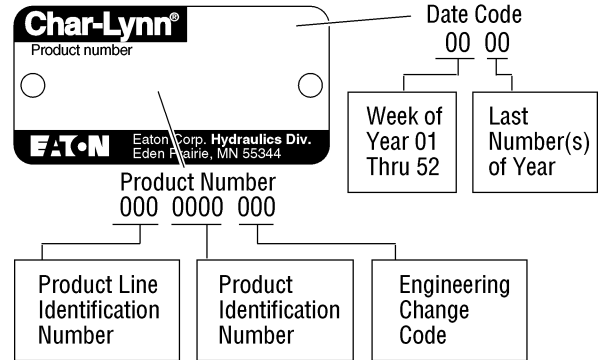 Char-Lynn®
Product number
EATON
Eaton Corp. Hydraulics Div.
Eden Prairie, MN 55344
Date Code
00 00
Week of
Year 01
Thru 52
Last
Number(s)
of Year
Product Number
000 0000 000
Product Line
Identification
Number
Product
Identification
Number
Engineering
Change
Code